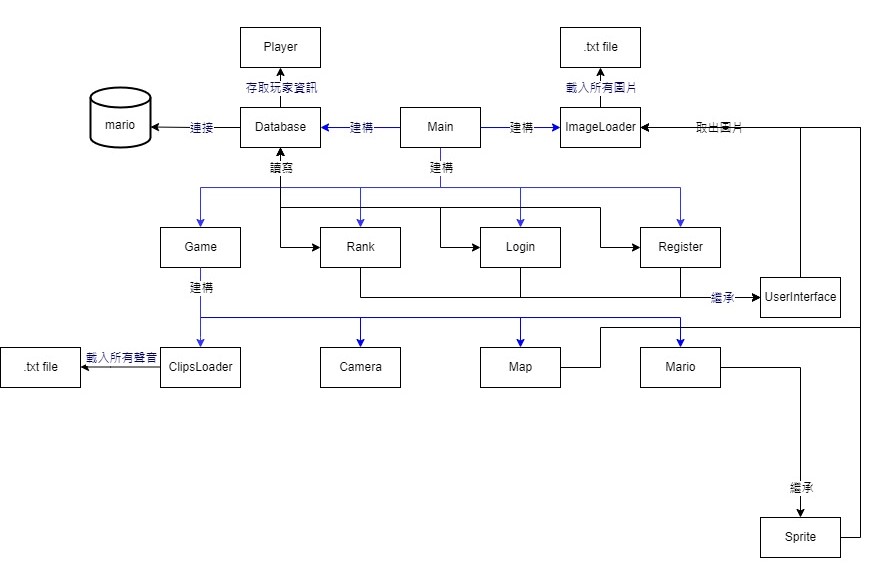 Player
.txt file
存取玩家資訊
載入所有圖片
mario
連接
Database
建構
Main
建構
ImageLoader
取出圖片
讀寫
建構
Game
Rank
Login
Register
建構
繼承
UserInterface
.txt file
載入所有聲音
ClipsLoader
Camera
Map
Mario
繼承
Sprite